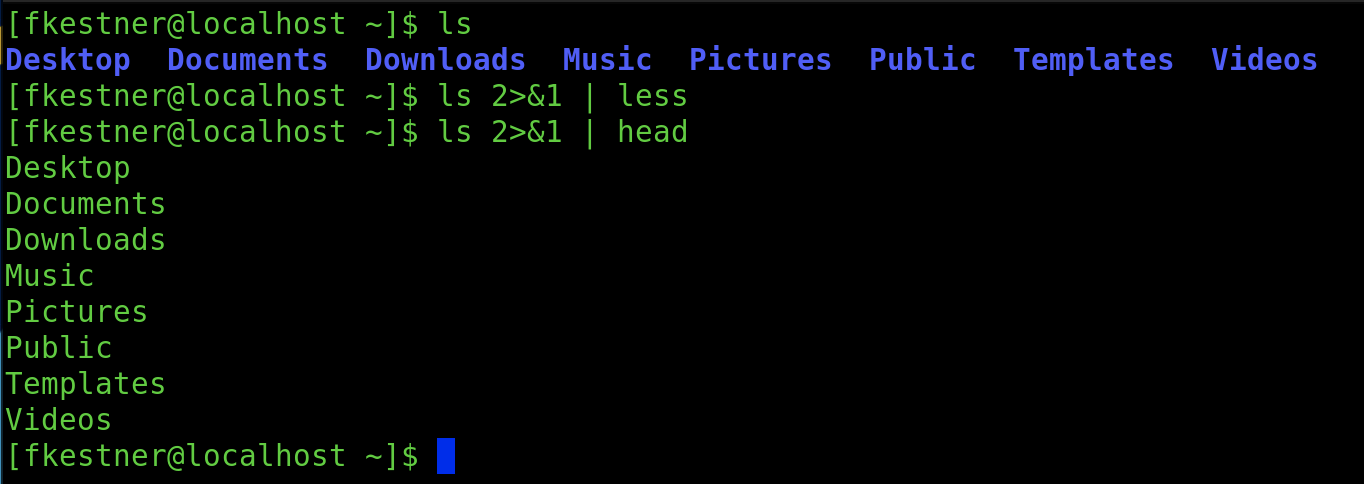 [fkestner@localhost ~]$ ls
Desktop  Documents  Downloads  Music  Pictures  Public  Templates  Videos
[fkestner@localhost ~]$ ls 2>&1 | less
[fkestner@localhost ~]$ ls 2>&1 | head
Desktop
Documents
Downloads
Music
Pictures
Public
Templates
Videos
[fkestner@localhost ~]$